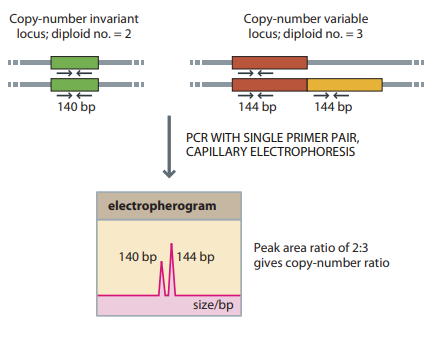 Copy-number invariant
locus; diploid no. = 2
Copy-number variable
locus; diploid no. = 3
140 bp
144 bp
144 bp
PCR WITH SINGLE PRIMER PAIR,
CAPILLARY ELECTROPHORESIS
electropherogram
140 bp
144 bp
size/bp
Peak area ratio of 2:3
gives copy-number ratio